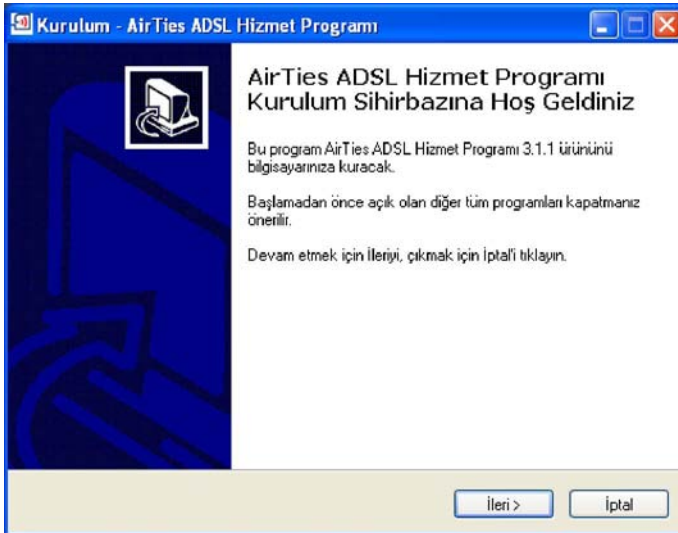 Kurulum - AirTies ADSL Hizmet Programı
AirTies ADSL Hizmet Programı
Kurulum Sihirbazına Hoş Geldiniz
Bu program AirTies ADSL Hizmet Programı 3.1.1 ürününü
bilgisayarınıza kuracak.
Başlamadan önce açık olan diğer tüm programları kapatmanız
önerilir.
Devam etmek için İleriyi, çıkmak için İptal'i tıklayın.
İleri >
İptal